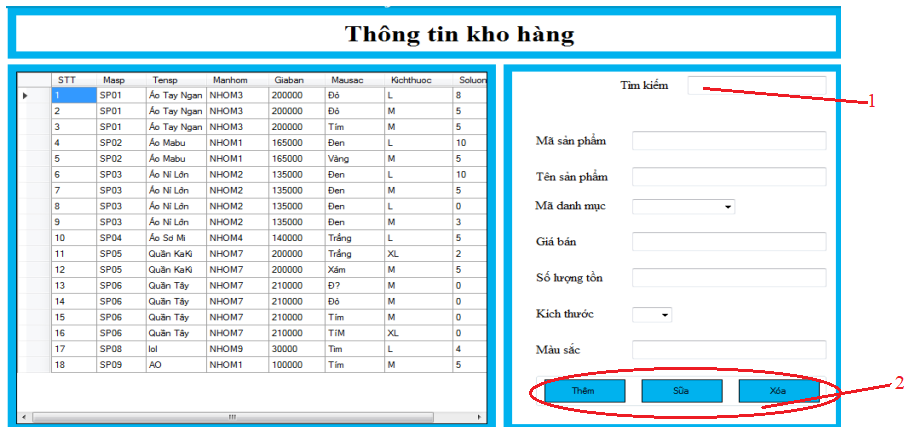 Thông tin kho hàng
STT Masp Tensp Manhom Giaban Mausac Kichthuoc Soluon
1 SP01 Áo Tay Ngan NHOM3 200000 Đỏ L 8
2 SP01 Áo Tay Ngan NHOM3 200000 Đỏ M 5
3 SP01 Áo Tay Ngan NHOM3 200000 Tím M 5
4 SP02 Áo Mabu NHOM1 165000 Đen L 10
5 SP02 Áo Mabu NHOM1 165000 Vàng M 5
6 SP03 Áo Nỉ Lớn NHOM2 135000 Đen L 10
7 SP03 Áo Nỉ Lớn NHOM2 135000 Đen M 5
8 SP03 Áo Nỉ Lớn NHOM2 135000 Đen L 0
9 SP03 Áo Nỉ Lớn NHOM2 135000 Đen M 3
10 SP04 Áo Sơ Mi NHOM4 140000 Trắng L 5
11 SP05 Quần KaKi NHOM7 200000 Trắng XL 2
12 SP05 Quần KaKi NHOM7 200000 Xám M 5
13 SP06 Quần Tây NHOM7 210000 Đ? M 0
14 SP06 Quần Tây NHOM7 210000 Đỏ M 0
15 SP06 Quần Tây NHOM7 210000 Tím M 0
16 SP06 Quần Tây NHOM7 210000 TíM XL 0
17 SP08 lol NHOM9 30000 Tim L 4
18 SP09 AO NHOM1 100000 Tím M 5
Tìm kiếm
1
Mã sản phẩm
Tên sản phẩm
Mã danh mục
Giá bán
Số lượng tồn
Kich thước
Màu sắc
Thêm Sửa Xóa
2